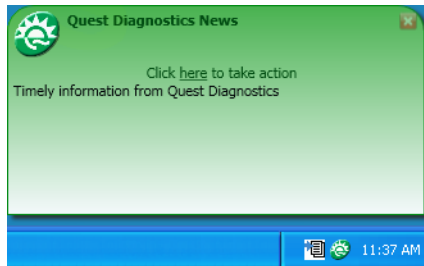 Quest Diagnostics News
Click here to take action
Timely information from Quest Diagnostics
11:37 AM